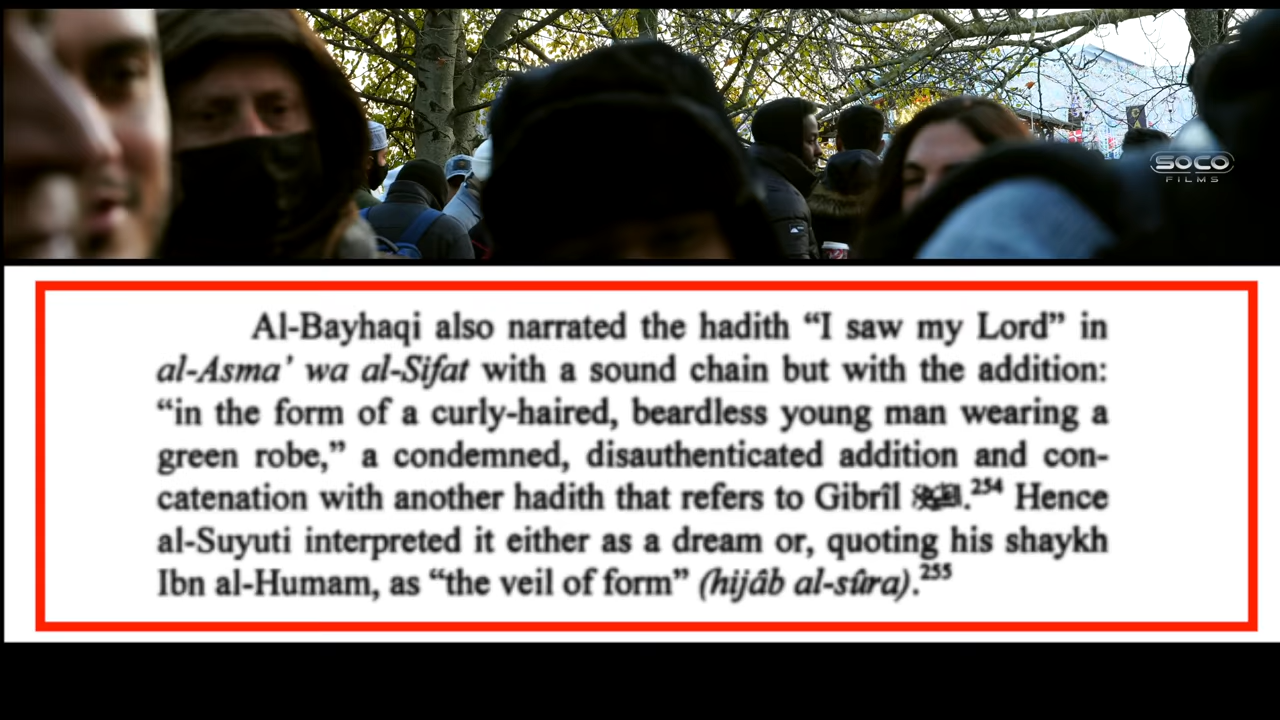 SOCO
FILMS
Al-Bayhaqi also narrated the hadith “I saw my Lord” in
al-Asma’ wa al-Sifat with a sound chain but with the addition:
“in the form of a curly-haired, beardless young man wearing a
green robe,” a condemned, disauthenticated addition and con-
catenation with another hadith that refers to Gibrîl .254 Hence
al-Suyuti interpreted it either as a dream or, quoting his shaykh
Ibn al-Humam, as “the veil of form” (hijâb al-sûra).255